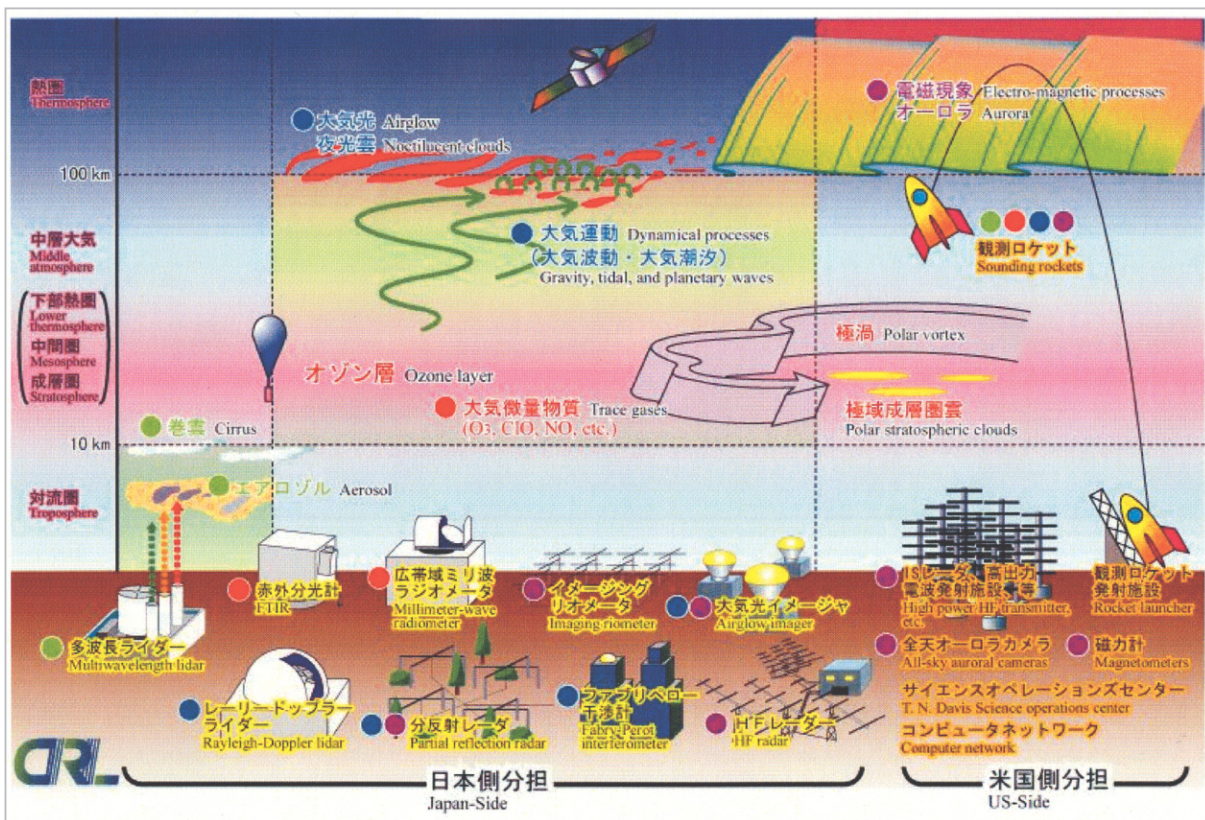 熱圏
Thermosphere
大気光 Airglow
夜光雲 Noctilucent clouds
電磁現象 Electro-magnetic processes
オーロラ Aurora
100 km
中層大気
Middle
atmosphere
大気運動 Dynamical processes
(大気波動・大気潮汐)
Gravity, tidal, and planetary waves
観測ロケット
Sounding rockets
下部熱圏
Lower
thermosphere
中間圏
Mesosphere
成層圏
Stratosphere
オゾン層 Ozone layer
極渦 Polar vortex
大気微量物質 Trace gases
(O3, ClO, NO, etc.)
極域成層圏雲
Polar stratospheric clouds
巻雲 Cirrus
10 km
エアロゾル Aerosol
対流圏
Troposphere
赤外分光計
FTIR
広帯域ミリ波
ラジオメータ
Millimeter-wave
radiometer
イメージング
リオメータ
Imaging riometer
大気光イメージャ
Airglow imager
ISレーダ、高出力
電波発射施設、等
High power HF transmitter,
etc.
観測ロケット
発射施設
Rocket launcher
多波長ライダー
Multiwavelength lidar
全天オーロラカメラ
All-sky auroral cameras
磁力計
Magnetometers
レーリードップラー
ライダー
Rayleigh-Doppler lidar
分反射レーダ
Partial reflection radar
ファブリペロー
干渉計
Fabry-Perot
interferometer
HFレーダー
HF radar
サイエンスオペレーションズセンター
T. N. Davis Science operations center
コンピュータネットワーク
Computer network
CRL
日本側分担
Japan-Side
米国側分担
US-Side